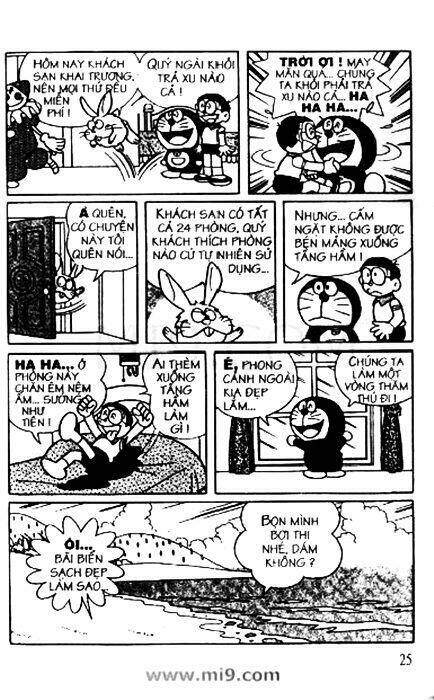 HÔM NAY KHÁCH
SẠN KHAI TRƯƠNG,
NÊN MỌI THỨ ĐỀU
MIỄN
PHÍ !
QUÝ NGÀI KHỎI
TRẢ XU NÀO
CẢ !
TRỜI ƠI ! MAY
MẮN QUA... CHÚNG
TA KHỎI PHẢI TRẢ
XU NÀO CẢ... HA
HA HA...
Á QUÊN,
CÓ CHUYỆN
NÀY TÔI
QUÊN NÓI...
KHÁCH SẠN CÓ TẤT
CẢ 24 PHÒNG, QUÝ
KHÁCH THÍCH PHÒNG
NÀO CỨ TỰ NHIÊN SỬ
DỤNG...
NHƯNG... CẤM
NGẶT KHÔNG ĐƯỢC
BÉN MẢNG XUỐNG
TẦNG HẦM !
HA HA... Ở
PHÒNG NÀY
CHĂN ÊM NỆM
ẤM... SƯỚNG
NHƯ
TIÊN !
AI THÈM
XUỐNG
TẦNG
HẦM
LÀM
GÌ !
Ê, PHONG
CẢNH NGOÀI
KIA ĐẸP
LẮM...
CHÚNG TA
LÀM MỘT
VÒNG THĂM
THÚ ĐI !
ÔI...
BÃI BIỂN
SẠCH ĐẸP
LÀM SAO
BỌN MÌNH
BƠI THI
NHÉ, DÁM
KHÔNG ?
25
www.mi9.com